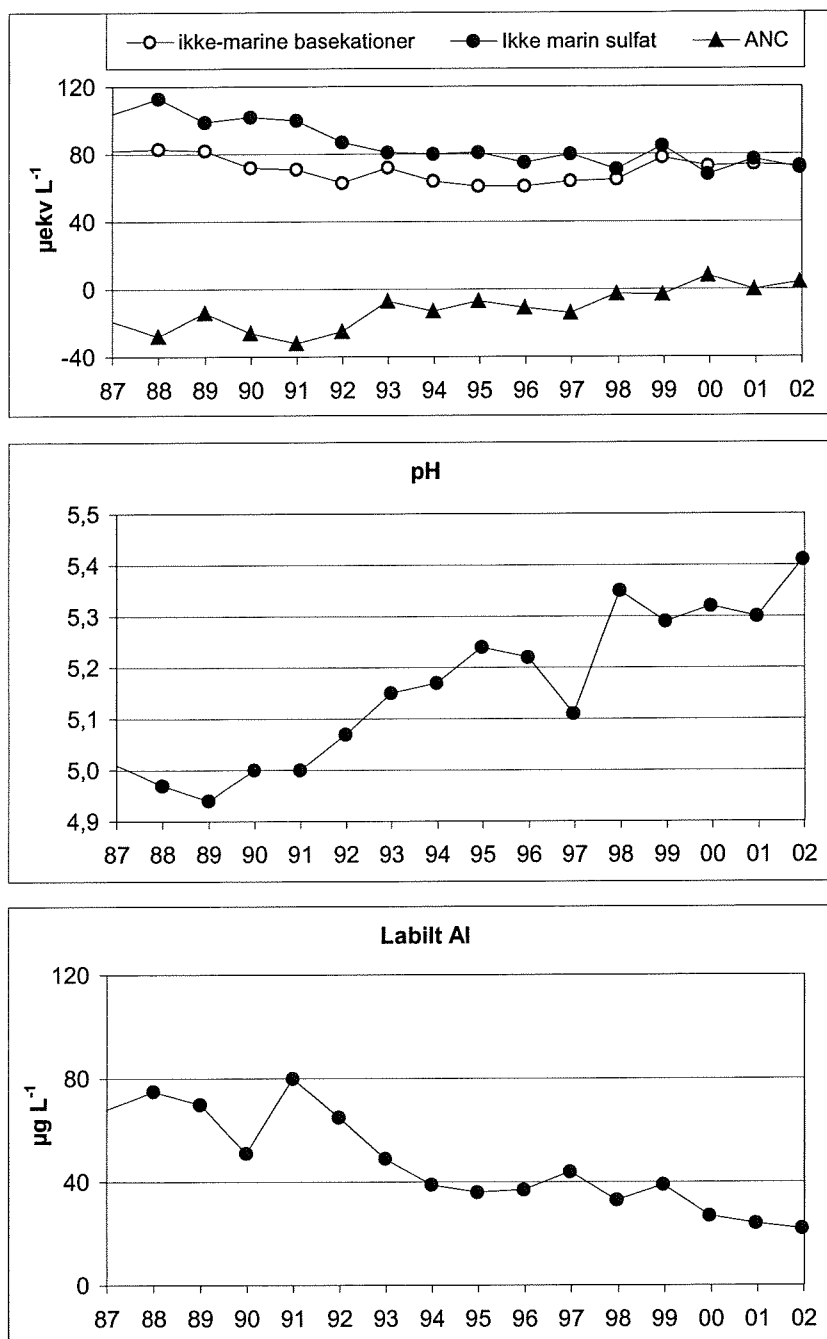 ikke-marine basekationer Ikke marin sulfat ANC
120
80
40
0
-40
µekv L⁻¹
87 88 89 90 91 92 93 94 95 96 97 98 99 00 01 02
pH
5,5
5,4
5,3
5,2
5,1
5,0
4,9
87 88 89 90 91 92 93 94 95 96 97 98 99 00 01 02
Labilt Al
120
80
40
0
µg L⁻¹
87 88 89 90 91 92 93 94 95 96 97 98 99 00 01 02